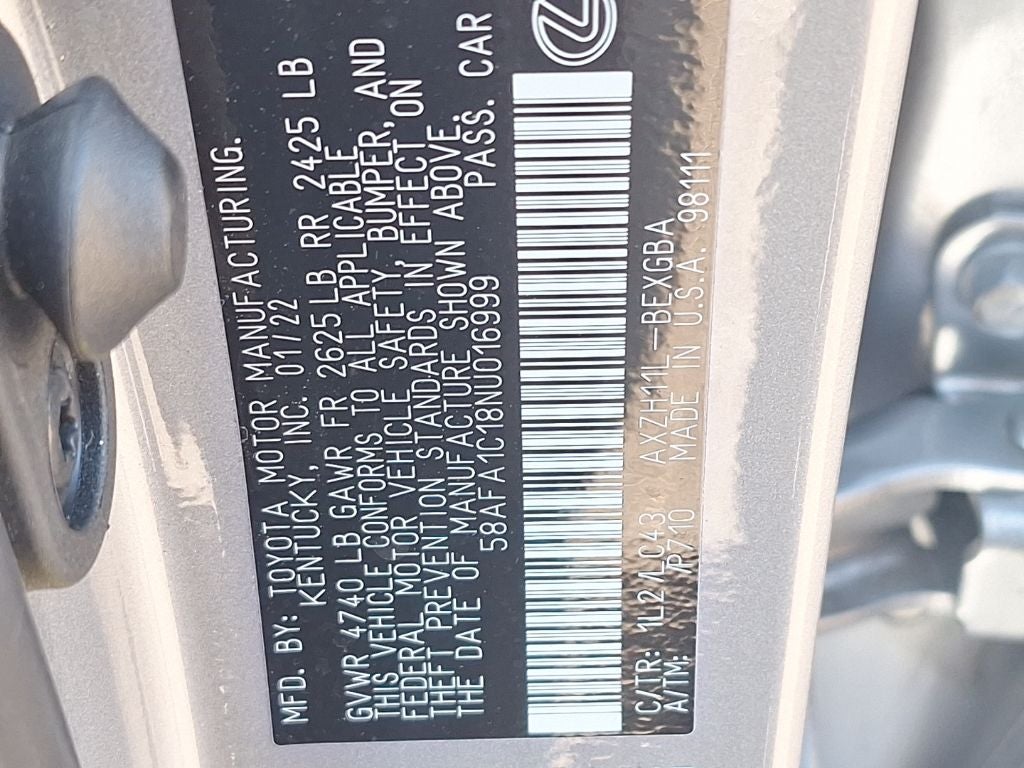 MFD. BY: TOYOTA MOTOR MANUFACTURING.
KENTUCKY, INC. 01/22
GVWR 4740 LB GAWR FR 2625 LB RR 2425 LB
THIS VEHICLE CONFORMS TO ALL APPLICABLE
FEDERAL MOTOR VEHICLE SAFETY, BUMPER, AND
THEFT PREVENTION STANDARDS IN EFFECT ON
THE DATE OF MANUFACTURE SHOWN ABOVE.
58AFA1C18NU016999 PASS. CAR
C/TR: 1L2/LC43 AXZH11L-BEXGBA
A/TM: P710 MADE IN U.S.A. 98111